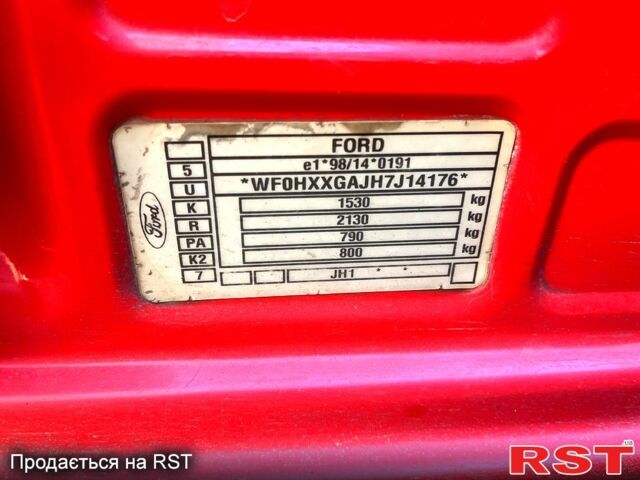 FORD
e1*98/14*0191
*WF0HXXGAJH7J14176*
Ford
5
U
K 1530 kg
R 2130 kg
PA 790 kg
K2 800 kg
7 JH1 * * *
Продається на RST
RST.UA